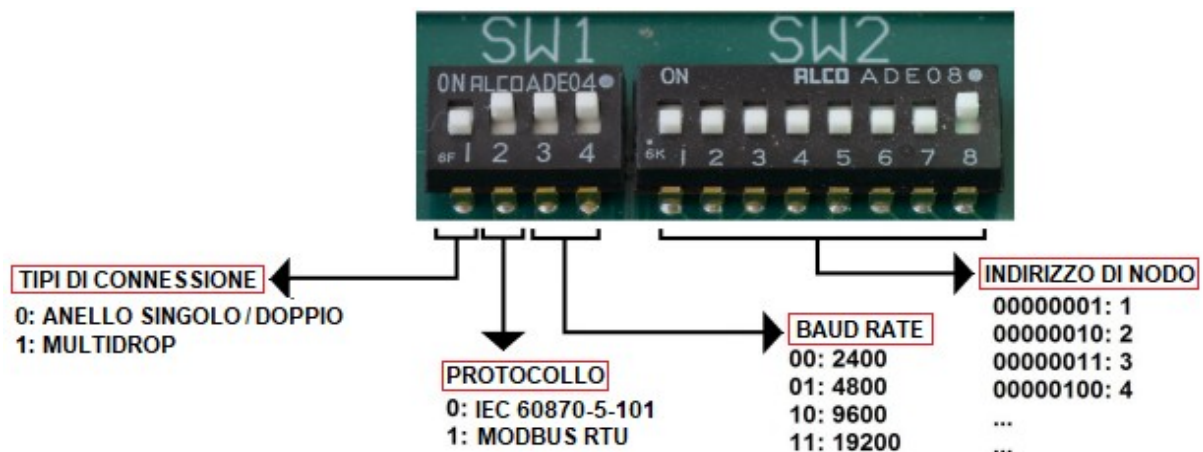 SW1
SW2
ON ALCO ADE04
ON ALCO ADE08
6F 1 2 3 4
6K 1 2 3 4 5 6 7 8
TIPI DI CONNESSIONE
0: ANELLO SINGOLO/DOPPIO
1: MULTIDROP
PROTOCOLLO
0: IEC 60870-5-101
1: MODBUS RTU
BAUD RATE
00: 2400
01: 4800
10: 9600
11: 19200
INDIRIZZO DI NODO
00000001: 1
00000010: 2
00000011: 3
00000100: 4
...
...